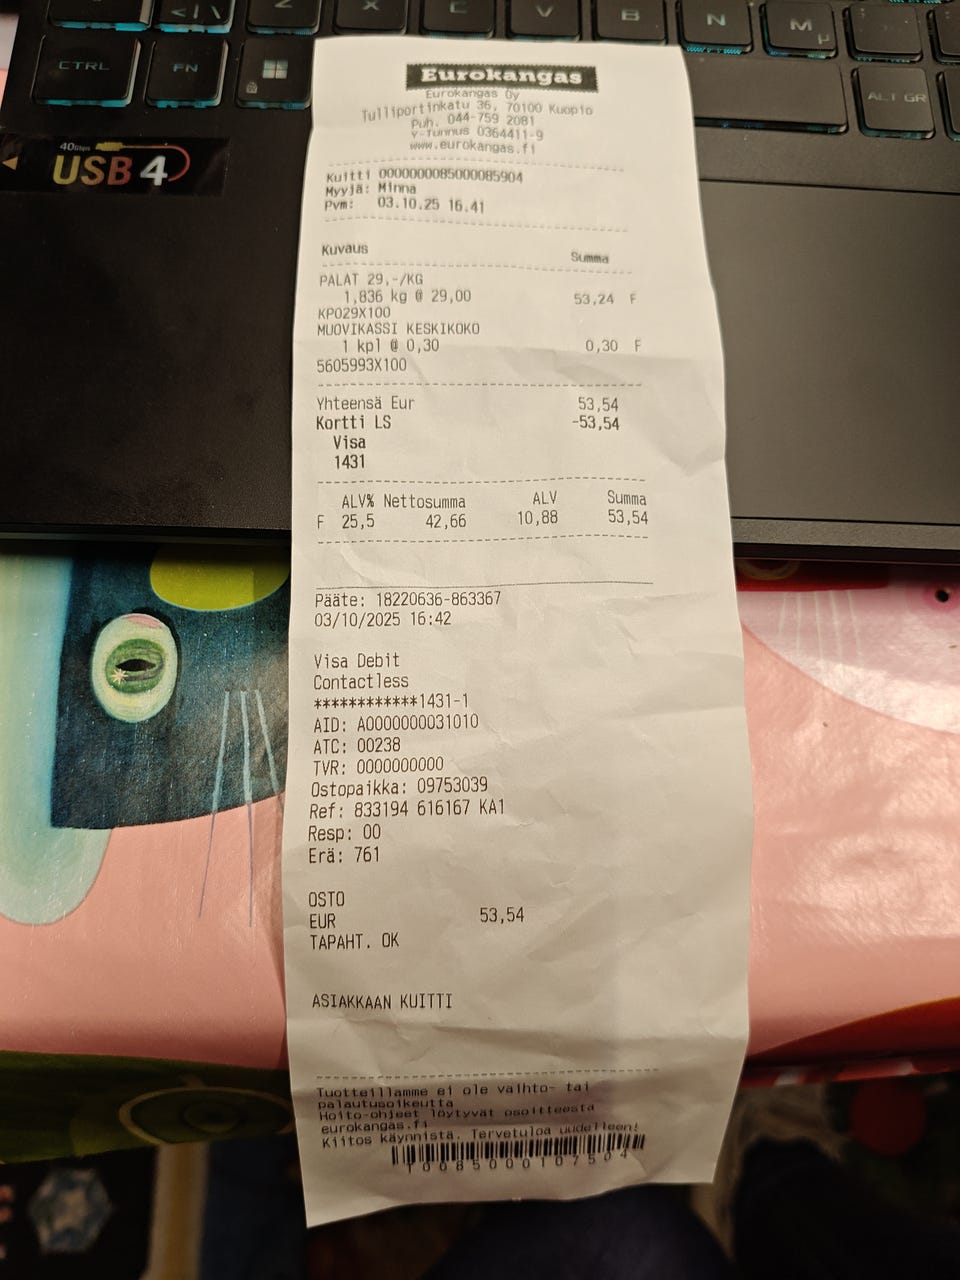 < | \
Z
X
C
V
B
N
M
µ
CTRL
FN
ALT GR
40Gbps
USB 4
Eurokangas
Eurokangas Oy
Tulliportinkatu 36, 70100 Kuopio
Puh. 044-759 2081
Y-Tunnus 0364411-9
www.eurokangas.fi
Kuitti 0000000085000085904
Myyjä: Minna
Pvm: 03.10.25 16.41
Kuvaus Summa
PALAT 29,-/KG
1,836 kg @ 29,00 53,24 F
KP029X100
MUOVIKASSI KESKIKOKO
1 kpl @ 0,30 0,30 F
5605993X100
Yhteensä Eur 53,54
Kortti LS -53,54
Visa
1431
ALV% Nettosumma ALV Summa
F 25,5 42,66 10,88 53,54
Pääte: 18220636-863367
03/10/2025 16:42
Visa Debit
Contactless
************1431-1
AID: A0000000031010
ATC: 00238
TVR: 0000000000
Ostopaikka: 09753039
Ref: 833194 616167 KA1
Resp: 00
Erä: 761
OSTO
EUR 53,54
TAPAHT. OK
ASIAKKAAN KUITTI
Tuotteillamme ei ole vaihto- tai
palautusoikeutta
Hoito-ohjeet löytyvät osoitteesta
eurokangas.fi
Kiitos käynnistä. Tervetuloa uudelleen!
10085000107504